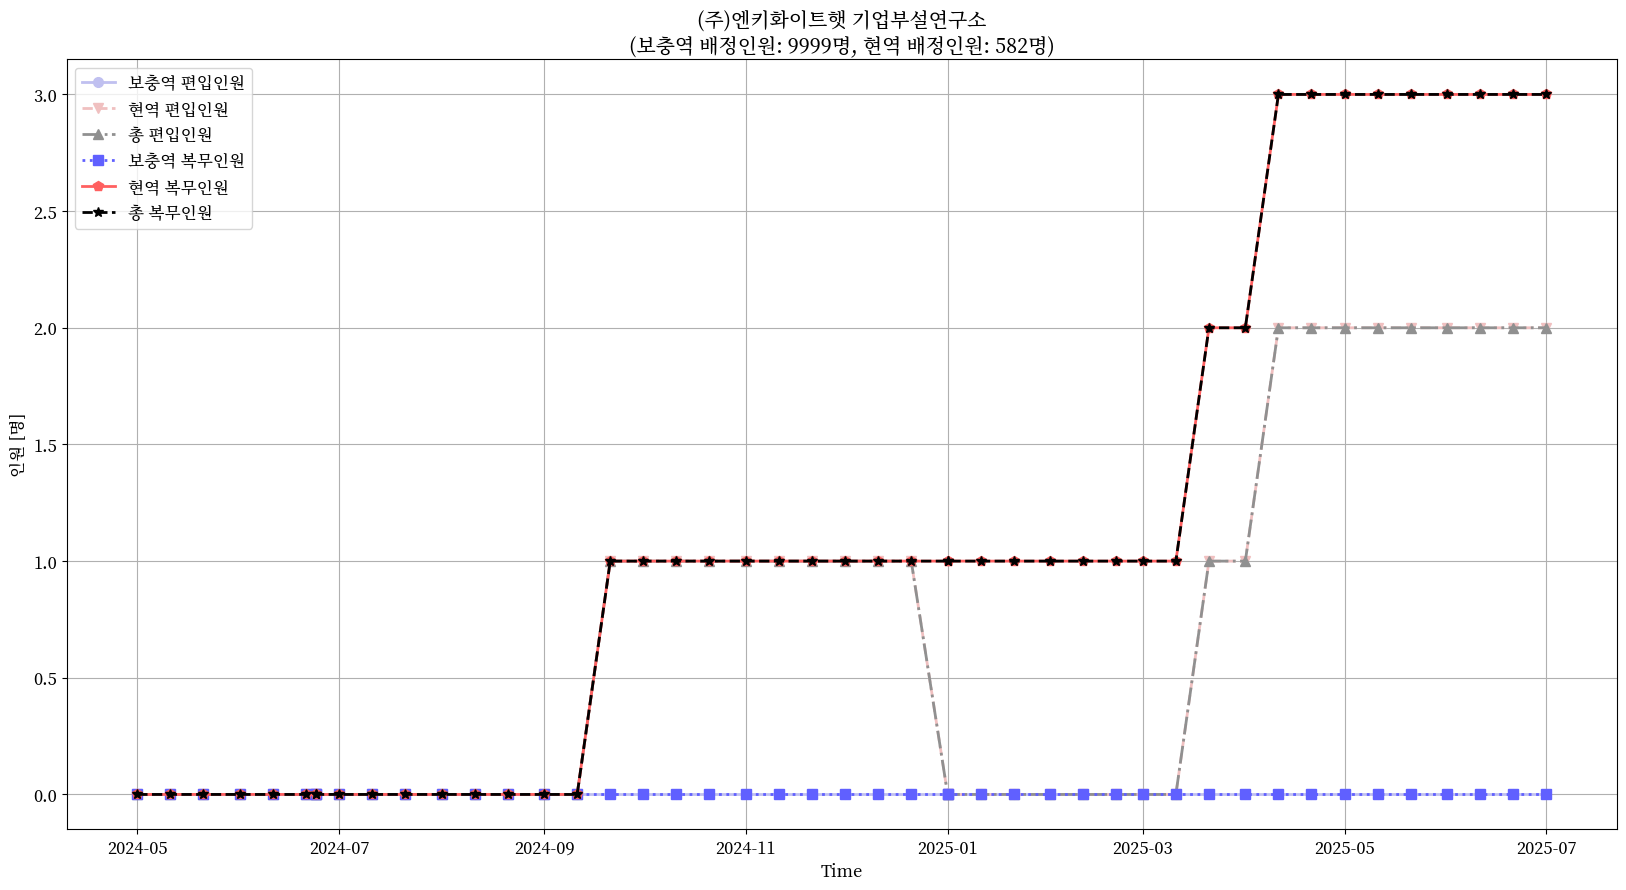 (주)엔키화이트햇 기업부설연구소
(보충역 배정인원: 9999명, 현역 배정인원: 582명)
보충역 편입인원
현역 편입인원
총 편입인원
보충역 복무인원
현역 복무인원
총 복무인원
인원 [명]
3.0
2.5
2.0
1.5
1.0
0.5
0.0
2024-05 2024-07 2024-09 2024-11 2025-01 2025-03 2025-05 2025-07
Time